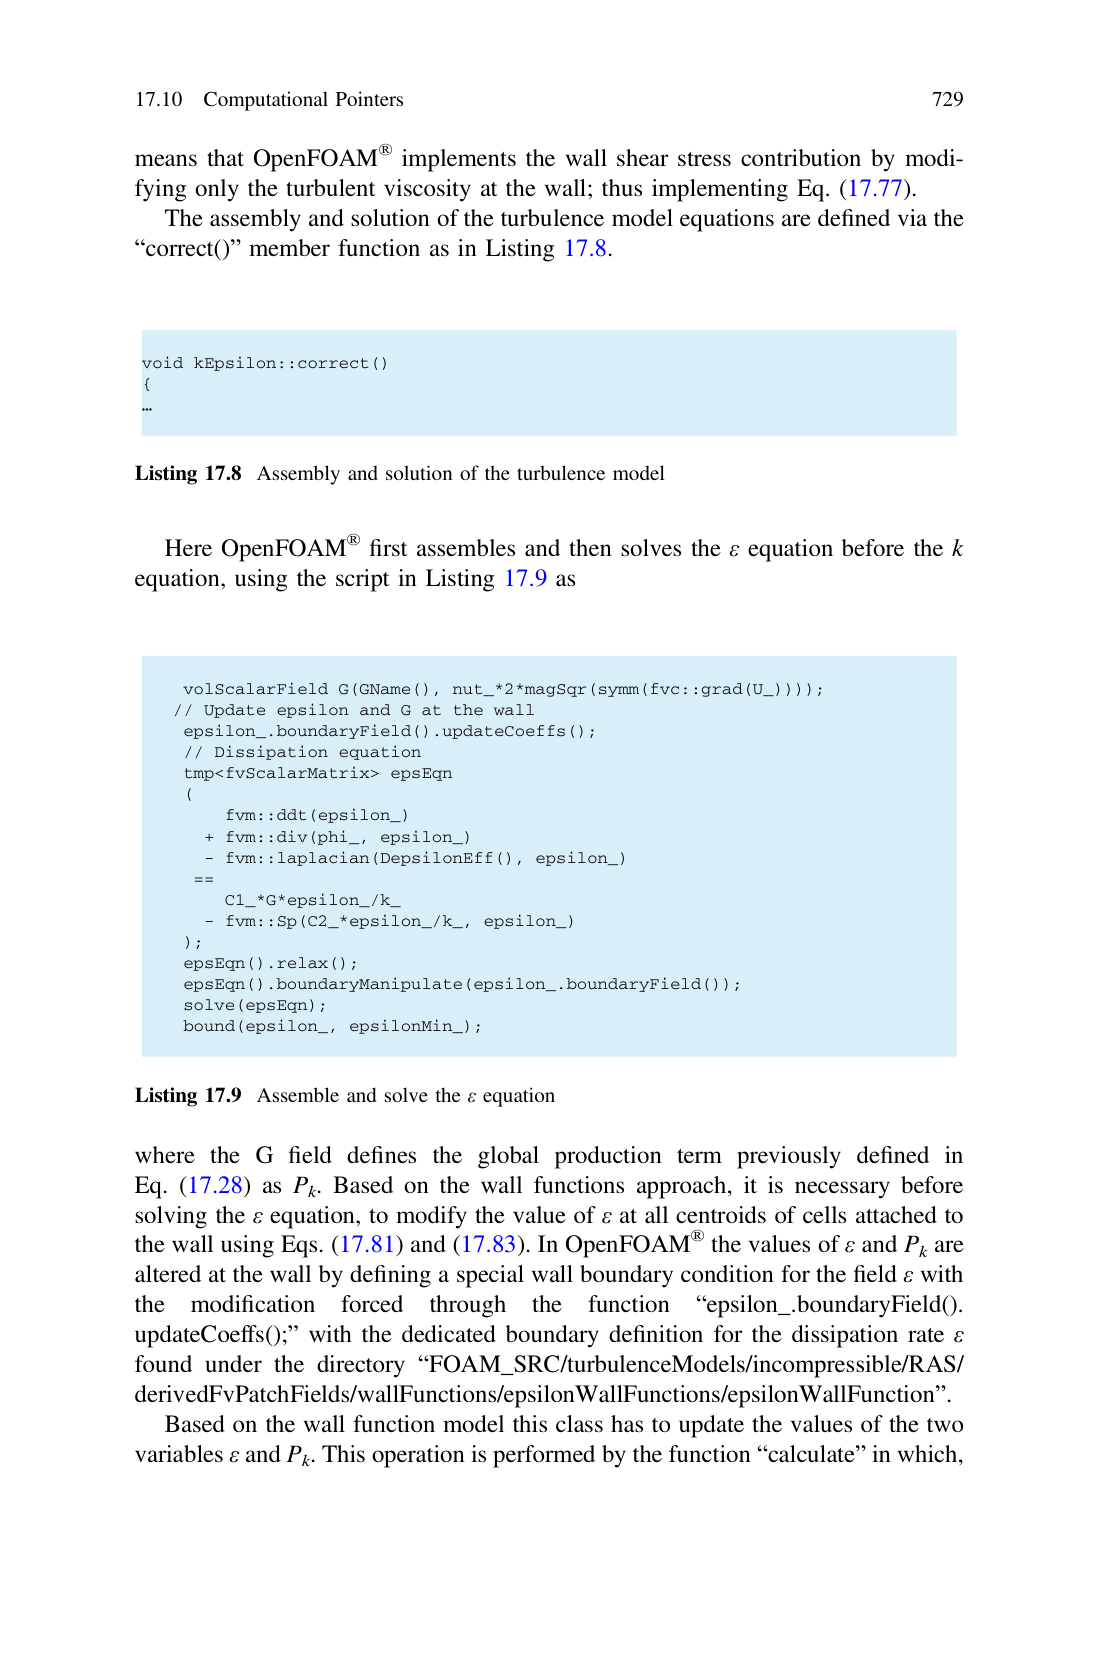 17.10 Computational Pointers 729
means that OpenFOAM® implements the wall shear stress contribution by modi-
fying only the turbulent viscosity at the wall; thus implementing Eq. (17.77).
The assembly and solution of the turbulence model equations are defined via the
“correct()” member function as in Listing 17.8.
void kEpsilon::correct()
{
…
Listing 17.8 Assembly and solution of the turbulence model
Here OpenFOAM® first assembles and then solves the ε equation before the k
equation, using the script in Listing 17.9 as
volScalarField G(GName(), nut_*2*magSqr(symm(fvc::grad(U_))));
// Update epsilon and G at the wall
epsilon_.boundaryField().updateCoeffs();
// Dissipation equation
tmp<fvScalarMatrix> epsEqn
(
fvm::ddt(epsilon_)
+ fvm::div(phi_, epsilon_)
- fvm::laplacian(DepsilonEff(), epsilon_)
==
C1_*G*epsilon_/k_
- fvm::Sp(C2_*epsilon_/k_, epsilon_)
);
epsEqn().relax();
epsEqn().boundaryManipulate(epsilon_.boundaryField());
solve(epsEqn);
bound(epsilon_, epsilonMin_);
Listing 17.9 Assemble and solve the ε equation
where the G field defines the global production term previously defined in
Eq. (17.28) as Pk. Based on the wall functions approach, it is necessary before
solving the ε equation, to modify the value of ε at all centroids of cells attached to
the wall using Eqs. (17.81) and (17.83). In OpenFOAM® the values of ε and Pk are
altered at the wall by defining a special wall boundary condition for the field ε with
the modification forced through the function “epsilon_.boundaryField().
updateCoeffs();” with the dedicated boundary definition for the dissipation rate ε
found under the directory “FOAM_SRC/turbulenceModels/incompressible/RAS/
derivedFvPatchFields/wallFunctions/epsilonWallFunctions/epsilonWallFunction”.
Based on the wall function model this class has to update the values of the two
variables ε and Pk. This operation is performed by the function “calculate” in which,